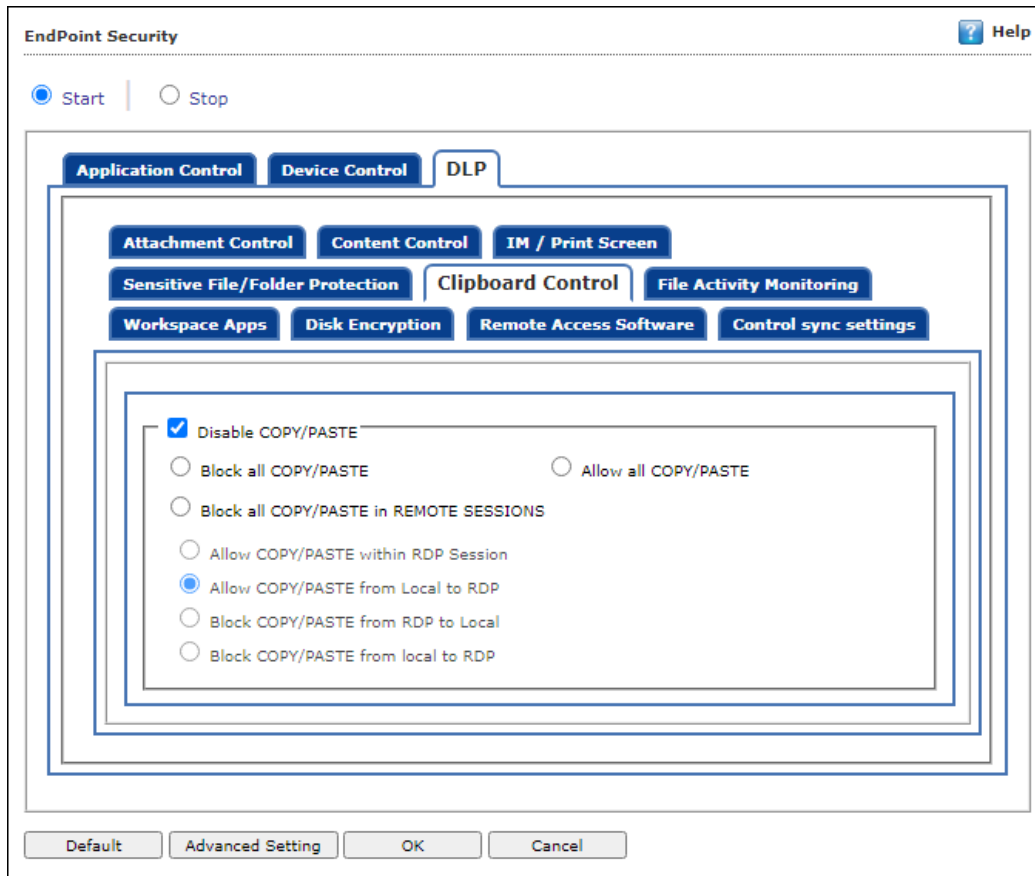 EndPoint Security Help
Start Stop
Application Control Device Control DLP
Attachment Control Content Control IM / Print Screen
Sensitive File/Folder Protection Clipboard Control File Activity Monitoring
Workspace Apps Disk Encryption Remote Access Software Control sync settings
Disable COPY/PASTE
Block all COPY/PASTE Allow all COPY/PASTE
Block all COPY/PASTE in REMOTE SESSIONS
Allow COPY/PASTE within RDP Session
Allow COPY/PASTE from Local to RDP
Block COPY/PASTE from RDP to Local
Block COPY/PASTE from local to RDP
Default Advanced Setting OK Cancel